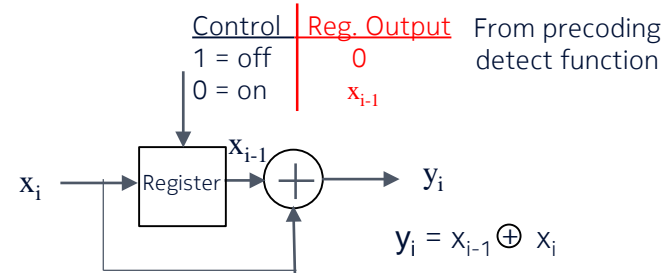 Control Reg. Output From precoding
1 = off 0 detect function
0 = on xᵢ₋₁
xᵢ₋₁
xᵢ Register yᵢ
yᵢ = xᵢ₋₁ ⊕ xᵢ